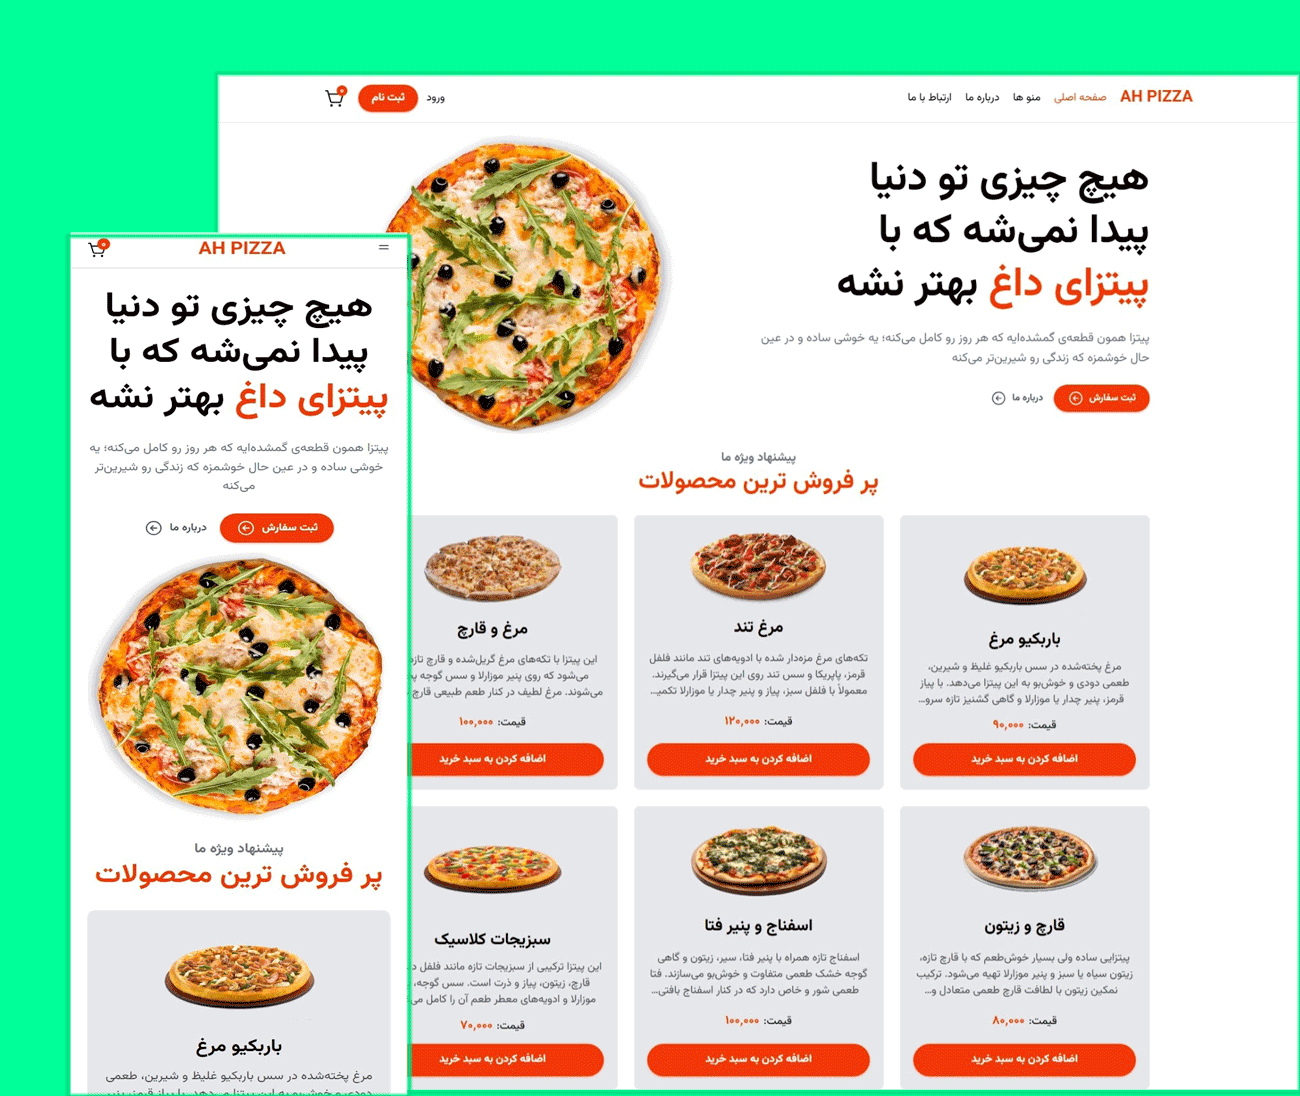 AH PIZZA
صفحه اصلی
منو ها
درباره ما
ارتباط با ما
ورود
ثبت نام
هیچ چیزی تو دنیا
پیدا نمی‌شه که با
پیتزای داغ بهتر نشه
پیتزا همون قطعه‌ی گمشده‌ایه که هر روز رو کامل می‌کنه؛ یه خوشی ساده و در عین
حال خوشمزه که زندگی رو شیرین‌تر می‌کنه
ثبت سفارش
درباره ما
پیشنهاد ویژه ما
پر فروش ترین محصولات
باربکیو مرغ
مرغ پخته‌شده در سس باربکیو غلیظ و شیرین،
طعمی دودی و خوش‌بو به این پیتزا می‌دهد. با پیاز
قرمز، پنیر چدار یا موزارلا و گاهی گشنیز تازه سرو...
قیمت: ۹۰,۰۰۰
اضافه کردن به سبد خرید
مرغ تند
تکه‌های مرغ مزه‌دار شده با ادویه‌های تند مانند فلفل
قرمز، پاپریکا و سس تند روی این پیتزا قرار می‌گیرند.
معمولاً با فلفل سبز، پیاز و پنیر چدار یا موزارلا تکمی...
قیمت: ۱۲۰,۰۰۰
اضافه کردن به سبد خرید
مرغ و قارچ
این پیتزا با تکه‌های مرغ گریل‌شده و قارچ تازه
می‌شود که روی پنیر موزارلا و سس گوجه
می‌شوند. مرغ لطیف در کنار طعم طبیعی قارچ
قیمت: ۱۰۰,۰۰۰
اضافه کردن به سبد خرید
قارچ و زیتون
پیتزایی ساده ولی بسیار خوش‌طعم که با قارچ تازه،
زیتون سیاه یا سبز و پنیر موزارلا تهیه می‌شود. ترکیب
نمکین زیتون با لطافت قارچ طعمی متعادل و...
قیمت: ۸۰,۰۰۰
اضافه کردن به سبد خرید
اسفناج و پنیر فتا
اسفناج تازه همراه با پنیر فتا، سیر، زیتون و گاهی
گوجه خشک طعمی متفاوت و خوش‌بو می‌سازند. فتا
طعمی شور و خاص دارد که در کنار اسفناج بافتی...
قیمت: ۱۰۰,۰۰۰
اضافه کردن به سبد خرید
سبزیجات کلاسیک
این پیتزا ترکیبی از سبزیجات تازه مانند فلفل
قارچ، زیتون، پیاز و ذرت است. سس گوجه،
موزارلا و ادویه‌های معطر طعم آن را کامل
قیمت: ۷۰,۰۰۰
اضافه کردن به سبد خرید
AH PIZZA
هیچ چیزی تو دنیا
پیدا نمی‌شه که با
پیتزای داغ بهتر نشه
پیتزا همون قطعه‌ی گمشده‌ایه که هر روز رو کامل می‌کنه؛ یه
خوشی ساده و در عین حال خوشمزه که زندگی رو شیرین‌تر
می‌کنه
ثبت سفارش
درباره ما
پیشنهاد ویژه ما
پر فروش ترین محصولات
باربکیو مرغ
مرغ پخته‌شده در سس باربکیو غلیظ و شیرین، طعمی